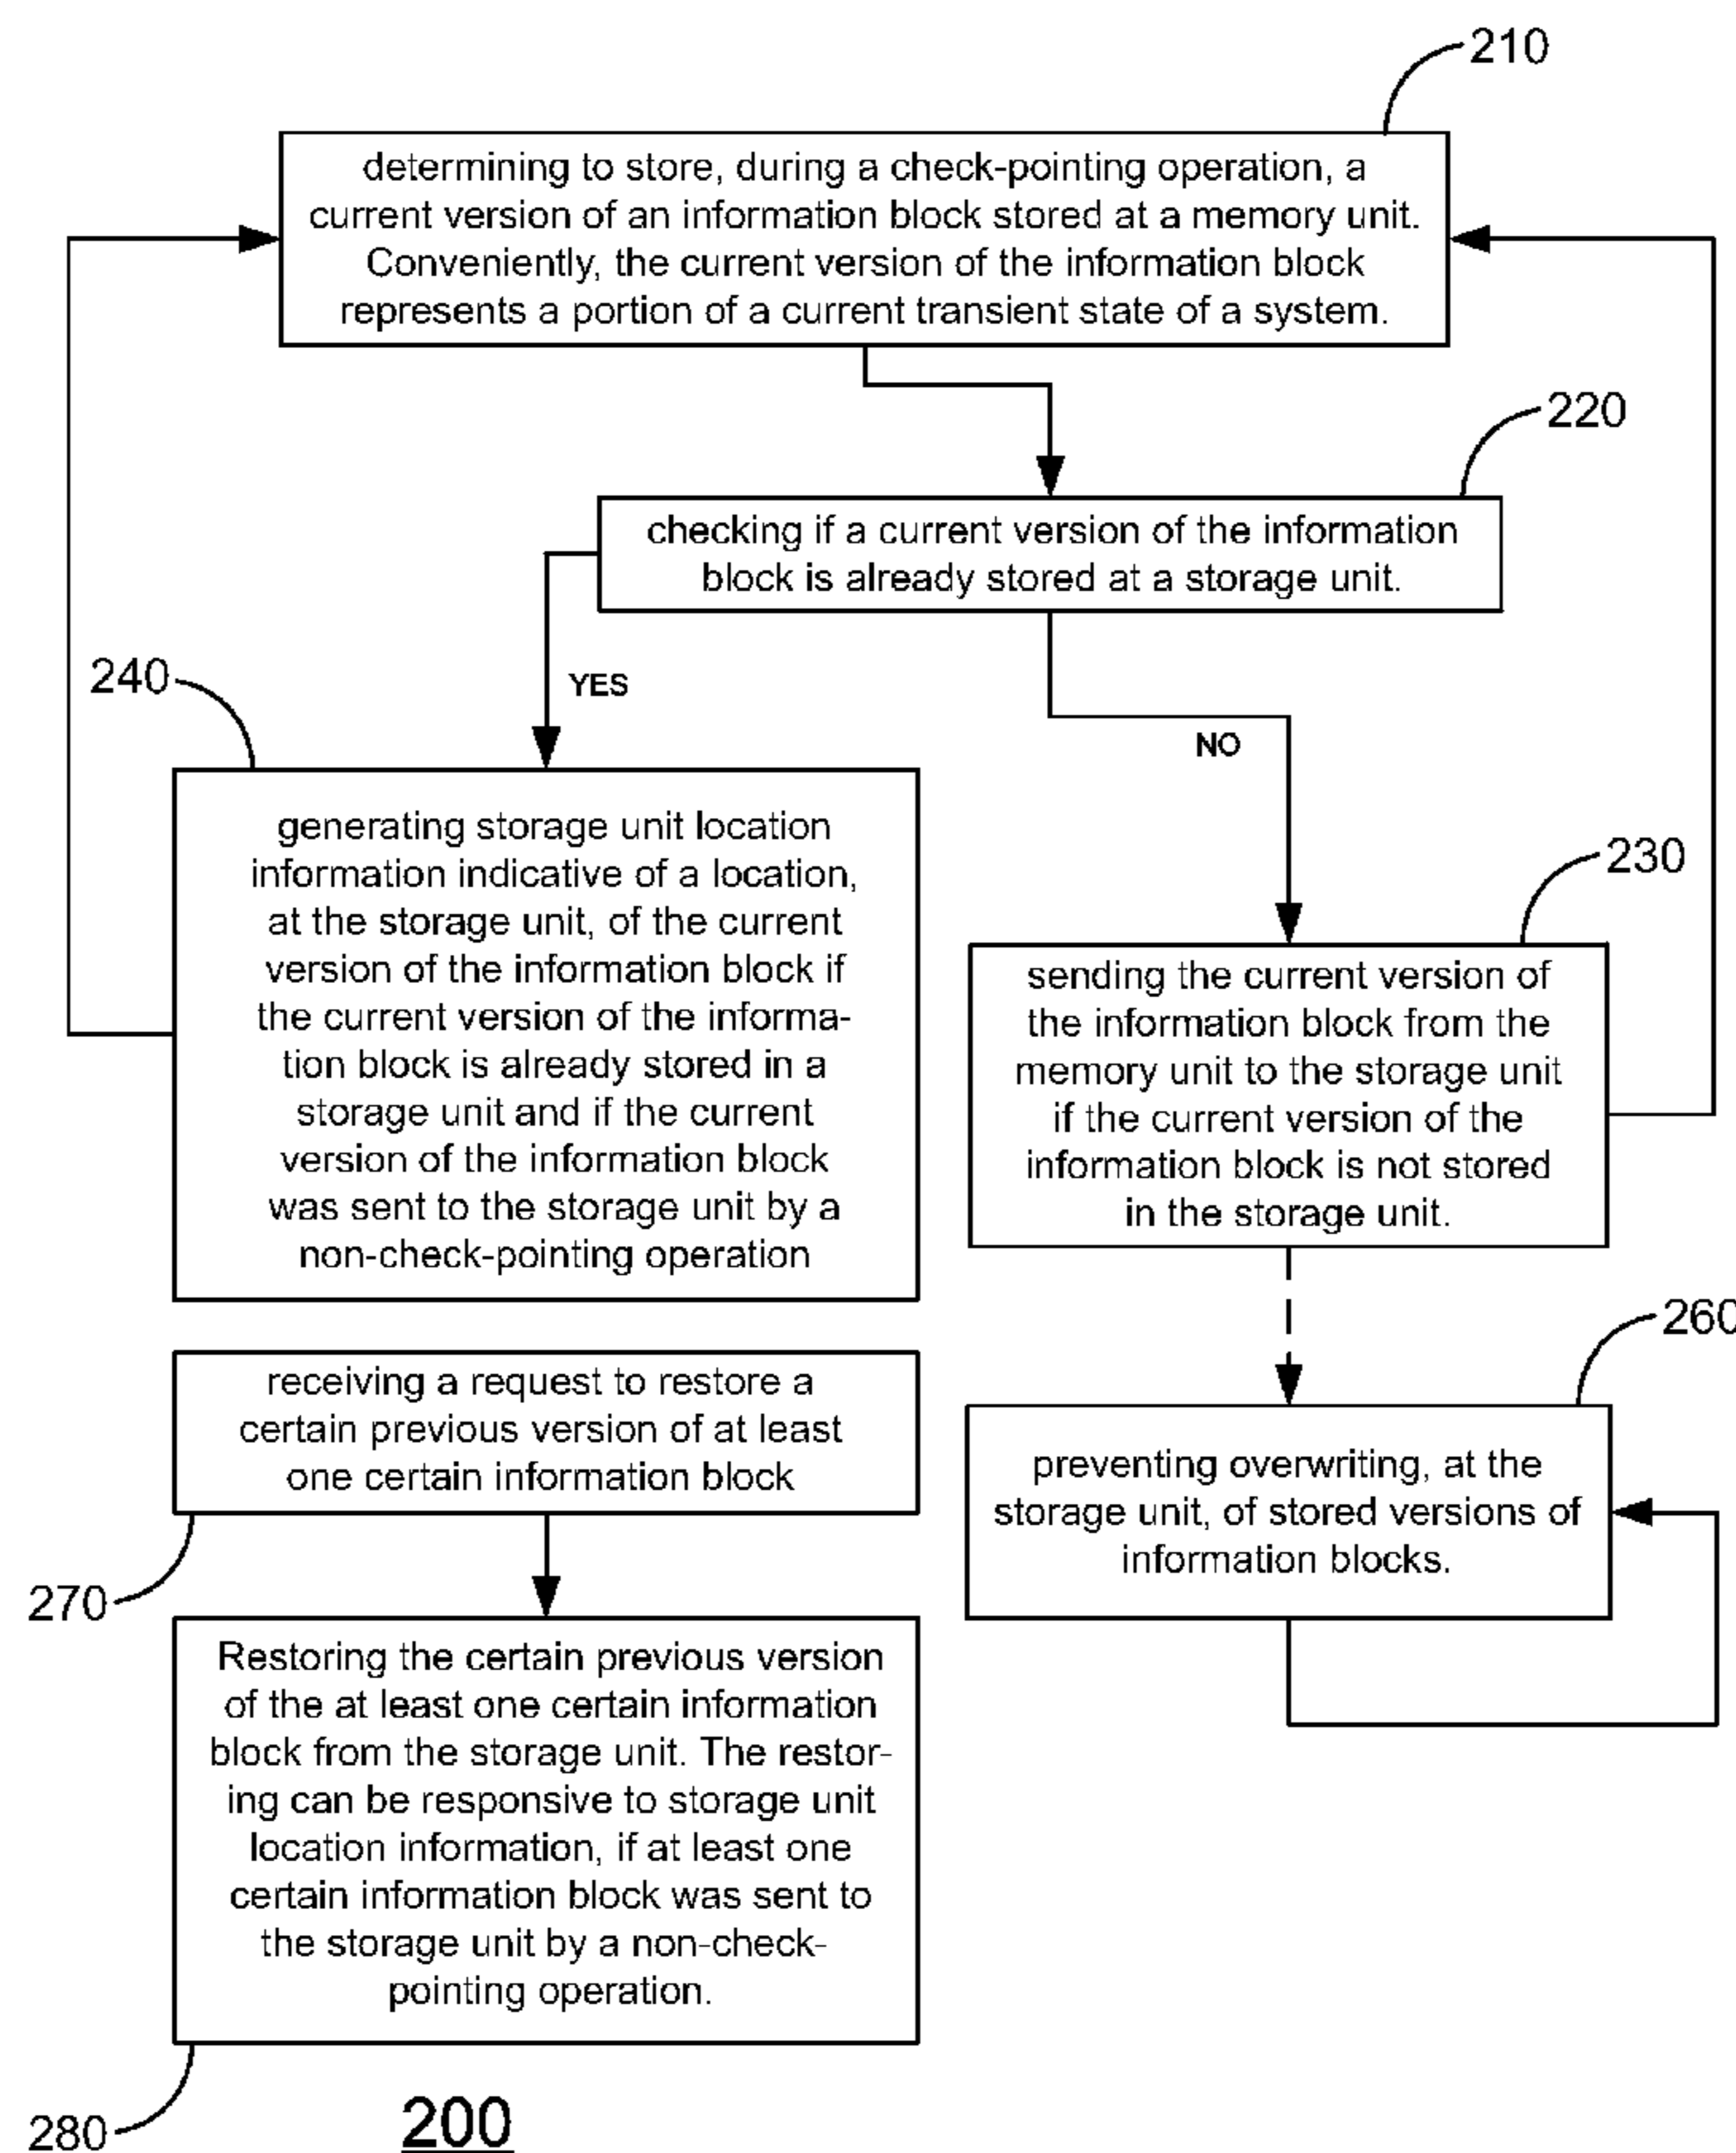 210
determining to store, during a check-pointing operation, a
current version of an information block stored at a memory unit.
Conveniently, the current version of the information block
represents a portion of a current transient state of a system.
220
checking if a current version of the information
block is already stored at a storage unit.
240
YES
NO
generating storage unit location
information indicative of a location,
at the storage unit, of the current
version of the information block if
the current version of the informa-
tion block is already stored in a
storage unit and if the current
version of the information block
was sent to the storage unit by a
non-check-pointing operation
230
sending the current version of
the information block from the
memory unit to the storage unit
if the current version of the
information block is not stored
in the storage unit.
260
preventing overwriting, at the
storage unit, of stored versions of
information blocks.
receiving a request to restore a
certain previous version of at least
one certain information block
270
Restoring the certain previous version
of the at least one certain information
block from the storage unit. The restor-
ing can be responsive to storage unit
location information, if at least one
certain information block was sent to
the storage unit by a non-check-
pointing operation.
280
200